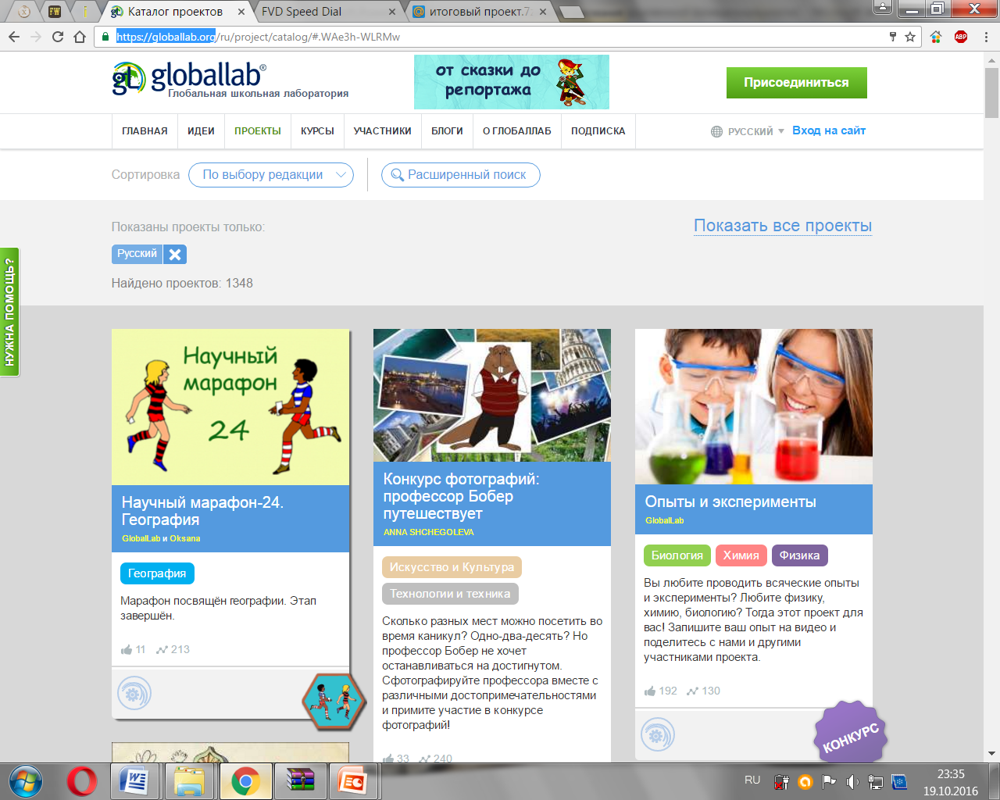 Каталог проектов
FVD Speed Dial
итоговый проект.7.
https://globallab.org/ru/project/catalog/#.WAe3h-WLRMw
ABP
globallab®
Глобальная школьная лаборатория
от сказки до
репортажа
Присоединиться
ГЛАВНАЯ
ИДЕИ
ПРОЕКТЫ
КУРСЫ
УЧАСТНИКИ
БЛОГИ
О ГЛОБАЛЛАБ
ПОДПИСКА
РУССКИЙ
Вход на сайт
Сортировка
По выбору редакции
Расширенный поиск
Показаны проекты только:
Показать все проекты
Русский
Найдено проектов: 1348
НУЖНА ПОМОЩЬ?
Научный
марафон
24
Научный марафон-24.
География
GlobalLab и Oksana
География
Марафон посвящён географии. Этап
завершён.
11 213
Конкурс фотографий:
профессор Бобер
путешествует
ANNA SHCHEGOLEVA
Искусство и Культура
Технологии и техника
Сколько разных мест можно посетить во
время каникул? Одно-два-десять? Но
профессор Бобер не хочет
останавливаться на достигнутом.
Сфотографируйте профессора вместе с
различными достопримечательностями
и примите участие в конкурсе
фотографий!
33 240
Опыты и эксперименты
GlobalLab
Биология Химия Физика
Вы любите проводить всяческие опыты
и эксперименты? Любите физику,
химию, биологию? Тогда этот проект для
вас! Запишите ваш опыт на видео и
поделитесь с нами и другими
участниками проекта.
192 130
КОНКУРС
RU
23:35
19.10.2016